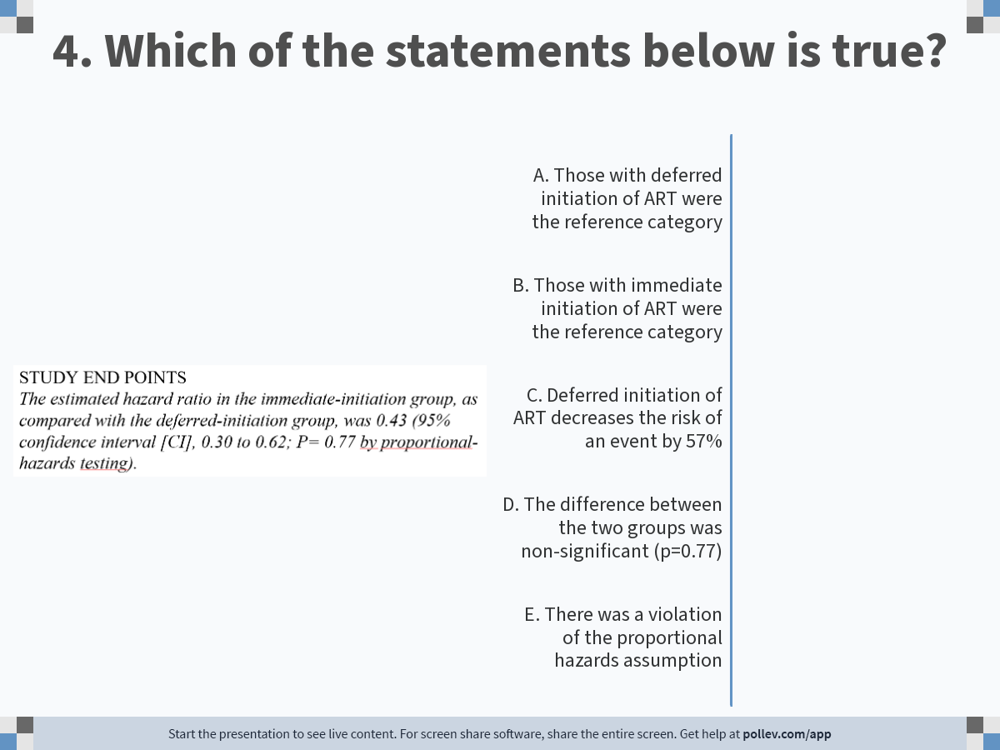 4. Which of the statements below is true?
STUDY END POINTS
The estimated hazard ratio in the immediate-initiation group, as
compared with the deferred-initiation group, was 0.43 (95%
confidence interval [CI], 0.30 to 0.62; P= 0.77 by proportional-
hazards testing).
A. Those with deferred
initiation of ART were
the reference category
B. Those with immediate
initiation of ART were
the reference category
C. Deferred initiation of
ART decreases the risk of
an event by 57%
D. The difference between
the two groups was
non-significant (p=0.77)
E. There was a violation
of the proportional
hazards assumption
Start the presentation to see live content. For screen share software, share the entire screen. Get help at pollev.com/app